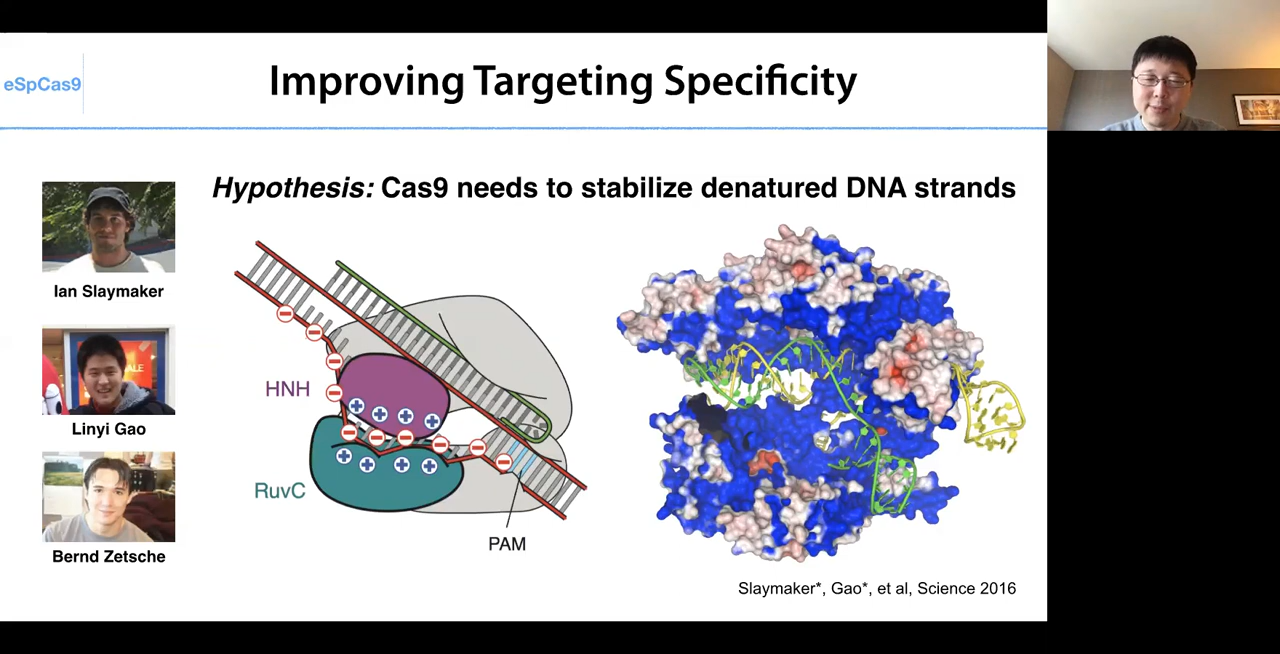 eSpCas9
Improving Targeting Specificity
Hypothesis: Cas9 needs to stabilize denatured DNA strands
Ian Slaymaker
Linyi Gao
Bernd Zetsche
HNH
RuvC
PAM
Slaymaker*, Gao*, et al, Science 2016